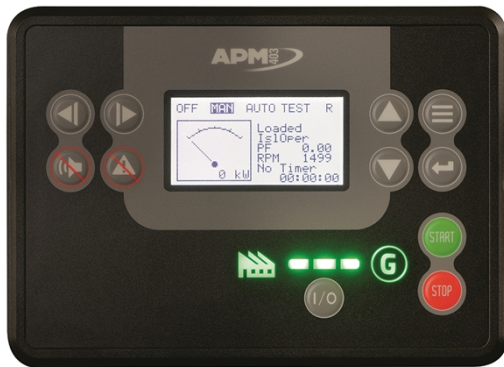 APM403
OFF MAN AUTO TEST R
Loaded
IslOper
PF 0.00
RPM 1499
No Timer
00:00:00
0 kW
START
G
I/O
STOP